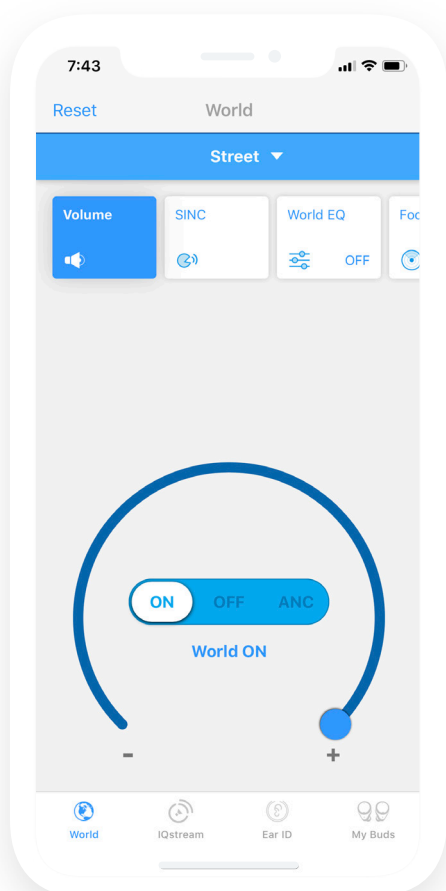 7:43
Reset World
Street
Volume SINC World EQ Foc
OFF
ON OFF ANC
World ON
- +
World IQstream Ear ID My Buds